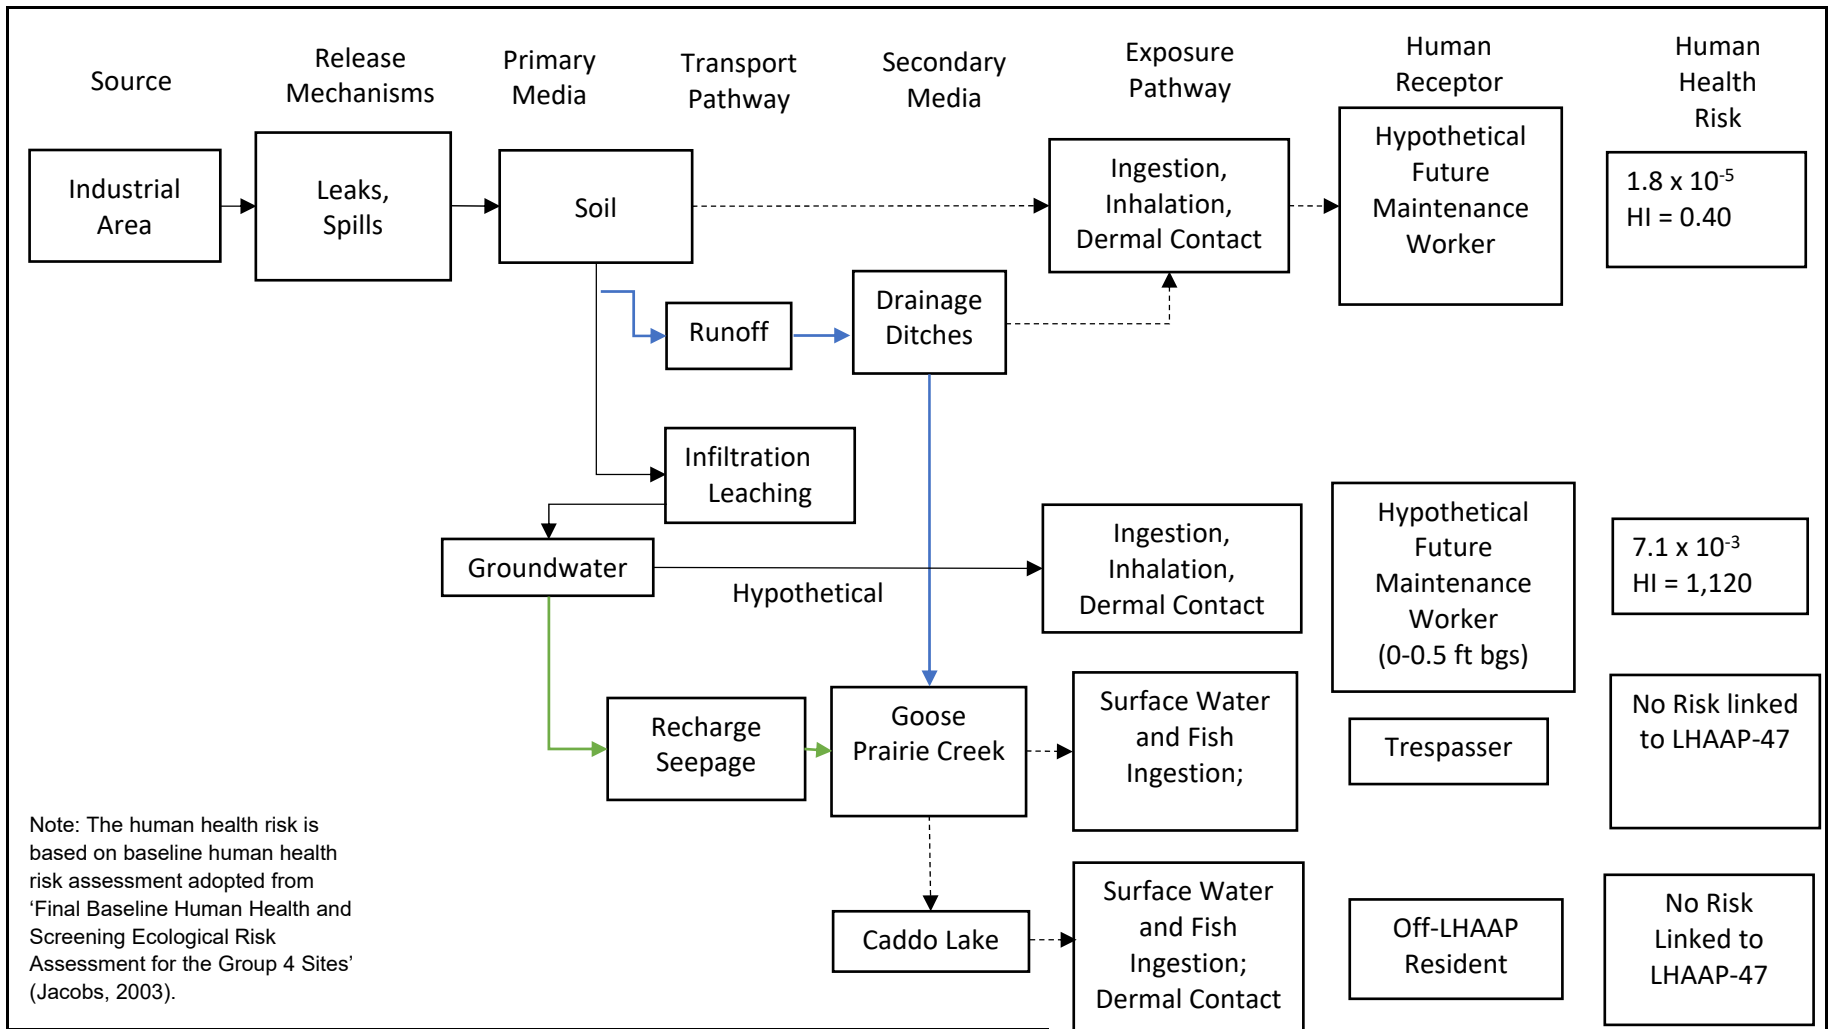 Source
Release
Mechanisms
Primary
Media
Transport
Pathway
Secondary
Media
Exposure
Pathway
Human
Receptor
Human
Health
Risk
Industrial
Area
Leaks,
Spills
Soil
Ingestion,
Inhalation,
Dermal Contact
Hypothetical
Future
Maintenance
Worker
1.8 x 10⁻⁵
HI = 0.40
Runoff
Drainage
Ditches
Infiltration
Leaching
Groundwater
Hypothetical
Ingestion,
Inhalation,
Dermal Contact
Hypothetical
Future
Maintenance
Worker
(0-0.5 ft bgs)
7.1 x 10⁻³
HI = 1,120
Recharge
Seepage
Goose
Prairie Creek
Surface Water
and Fish
Ingestion;
Trespasser
No Risk linked
to LHAAP-47
Caddo Lake
Surface Water
and Fish
Ingestion;
Dermal Contact
Off-LHAAP
Resident
No Risk
Linked to
LHAAP-47
Note: The human health risk is
based on baseline human health
risk assessment adopted from
‘Final Baseline Human Health and
Screening Ecological Risk
Assessment for the Group 4 Sites’
(Jacobs, 2003).